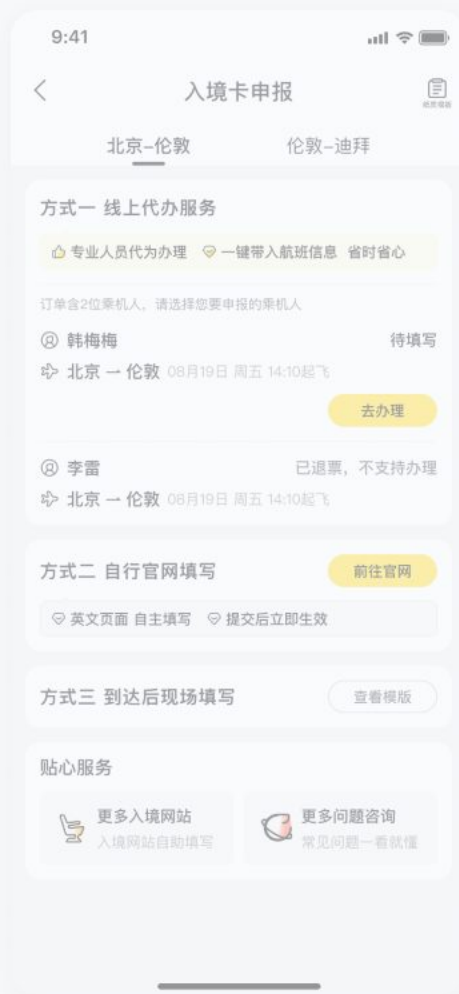 9:41
入境卡申报
纸质模板
北京-伦敦 伦敦-迪拜
方式一 线上代办服务
专业人员代为办理 一键带入航班信息 省时省心
订单含2位乘机人，请选择您要申报的乘机人
韩梅梅 待填写
北京 → 伦敦 08月19日 周五 14:10起飞
去办理
李雷 已退票，不支持办理
北京 → 伦敦 08月19日 周五 14:10起飞
方式二 自行官网填写 前往官网
英文页面 自主填写 提交后立即生效
方式三 到达后现场填写 查看模版
贴心服务
更多入境网站 更多问题咨询
入境网站自助填写 常见问题一看就懂